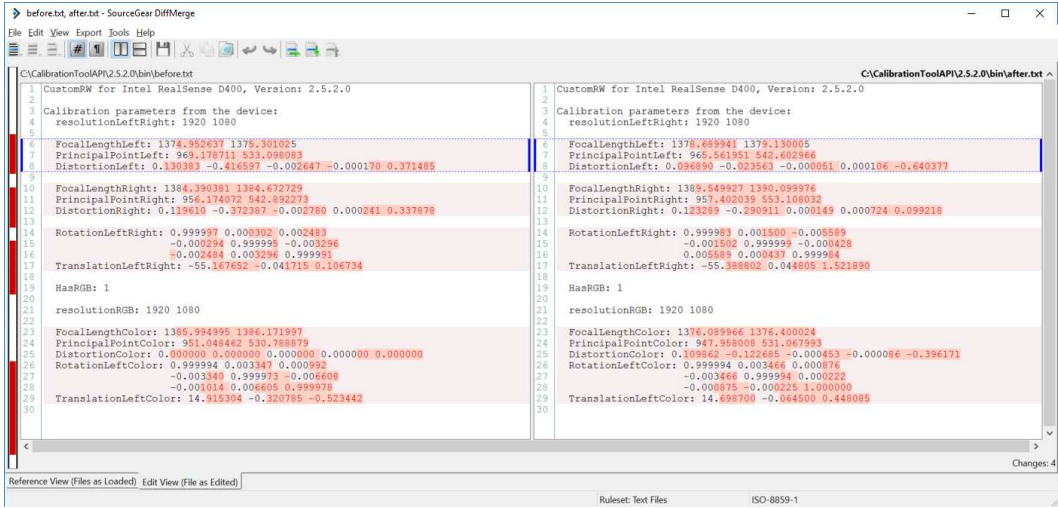 before.txt, after.txt - SourceGear DiffMerge
File Edit View Export Tools Help
C:\CalibrationToolAPI\2.5.2.0\bin\before.txt
1 CustomRW for Intel RealSense D400, Version: 2.5.2.0
2
3 Calibration parameters from the device:
4 resolutionLeftRight: 1920 1080
5
6 FocalLengthLeft: 1374.952637 1375.301025
7 PrincipalPointLeft: 969.178711 533.098083
8 DistortionLeft: 0.130383 -0.416597 -0.002647 -0.000170 0.371485
9
10 FocalLengthRight: 1384.390381 1384.672729
11 PrincipalPointRight: 956.174072 542.892273
12 DistortionRight: 0.119610 -0.372387 -0.002780 0.000241 0.337878
13
14 RotationLeftRight: 0.999997 0.000302 0.002483
15 -0.000294 0.999995 -0.003296
16 -0.002484 0.003296 0.999991
17 TranslationLeftRight: -55.167652 -0.041715 0.106734
18
19 HasRGB: 1
20
21 resolutionRGB: 1920 1080
22
23 FocalLengthColor: 1385.994995 1386.171997
24 PrincipalPointColor: 951.048462 530.788879
25 DistortionColor: 0.000000 0.000000 0.000000 0.000000 0.000000
26 RotationLeftColor: 0.999994 0.003347 0.000992
27 -0.003340 0.999973 -0.006608
28 -0.001014 0.006605 0.999978
29 TranslationLeftColor: 14.915304 -0.320785 -0.523442
30
C:\CalibrationToolAPI\2.5.2.0\bin\after.txt
1 CustomRW for Intel RealSense D400, Version: 2.5.2.0
2
3 Calibration parameters from the device:
4 resolutionLeftRight: 1920 1080
5
6 FocalLengthLeft: 1378.689941 1379.130005
7 PrincipalPointLeft: 965.561951 542.602966
8 DistortionLeft: 0.096890 -0.023563 -0.000051 0.000106 -0.640377
9
10 FocalLengthRight: 1389.549927 1390.099976
11 PrincipalPointRight: 957.402039 553.108032
12 DistortionRight: 0.123289 -0.290911 0.000149 0.000724 0.099218
13
14 RotationLeftRight: 0.999983 0.001500 -0.005589
15 -0.001502 0.999999 -0.000428
16 0.005589 0.000437 0.999984
17 TranslationLeftRight: -55.388802 0.044805 1.521890
18
19 HasRGB: 1
20
21 resolutionRGB: 1920 1080
22
23 FocalLengthColor: 1376.089966 1376.400024
24 PrincipalPointColor: 947.958008 531.067993
25 DistortionColor: 0.109862 -0.122685 -0.000453 -0.000086 -0.396171
26 RotationLeftColor: 0.999994 0.003466 0.000876
27 -0.003466 0.999994 0.000222
28 -0.000875 -0.000225 1.000000
29 TranslationLeftColor: 14.698700 -0.064500 0.448085
30
Changes: 4
Reference View (Files as Loaded) Edit View (File as Edited)
Ruleset: Text Files ISO-8859-1